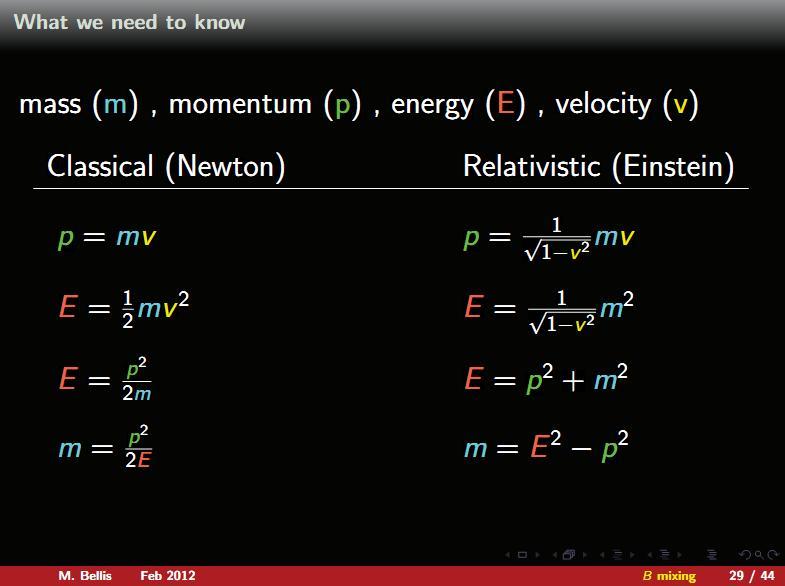 What we need to know
mass (m) , momentum (p) , energy (E) , velocity (v)
Classical (Newton) Relativistic (Einstein)
p = mv p = \frac{1}{\sqrt{1-v^2}}mv
E = \frac{1}{2}mv^2 E = \frac{1}{\sqrt{1-v^2}}m^2
E = \frac{p^2}{2m} E = p^2 + m^2
m = \frac{p^2}{2E} m = E^2 − p^2
M. Bellis Feb 2012 B mixing 29 / 44